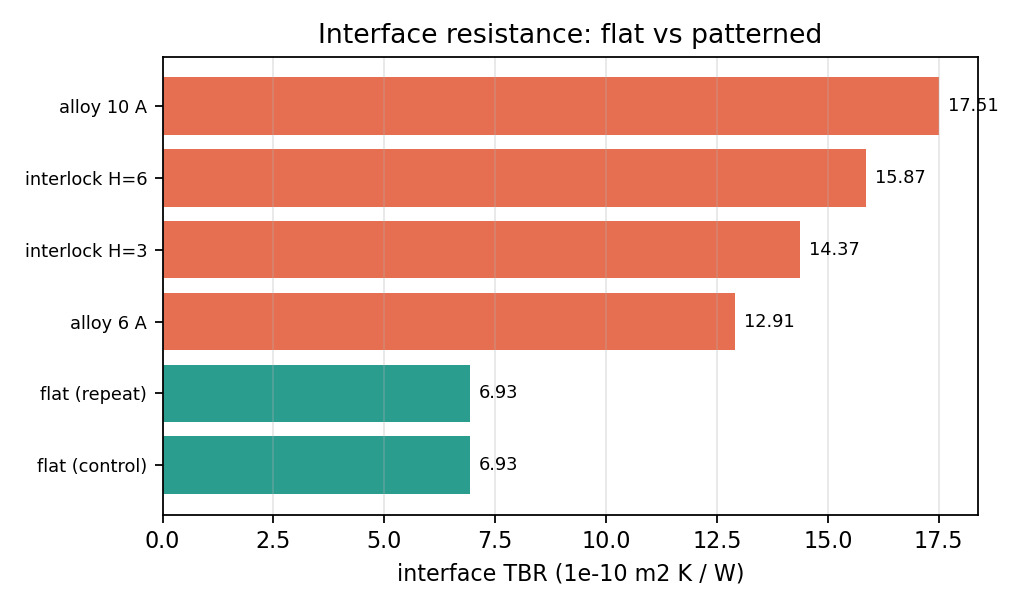 Interface resistance: flat vs patterned
alloy 10 A
17.51
interlock H=6
15.87
interlock H=3
14.37
alloy 6 A
12.91
flat (repeat)
6.93
flat (control)
6.93
0.0 2.5 5.0 7.5 10.0 12.5 15.0 17.5
interface TBR (1e-10 m2 K / W)